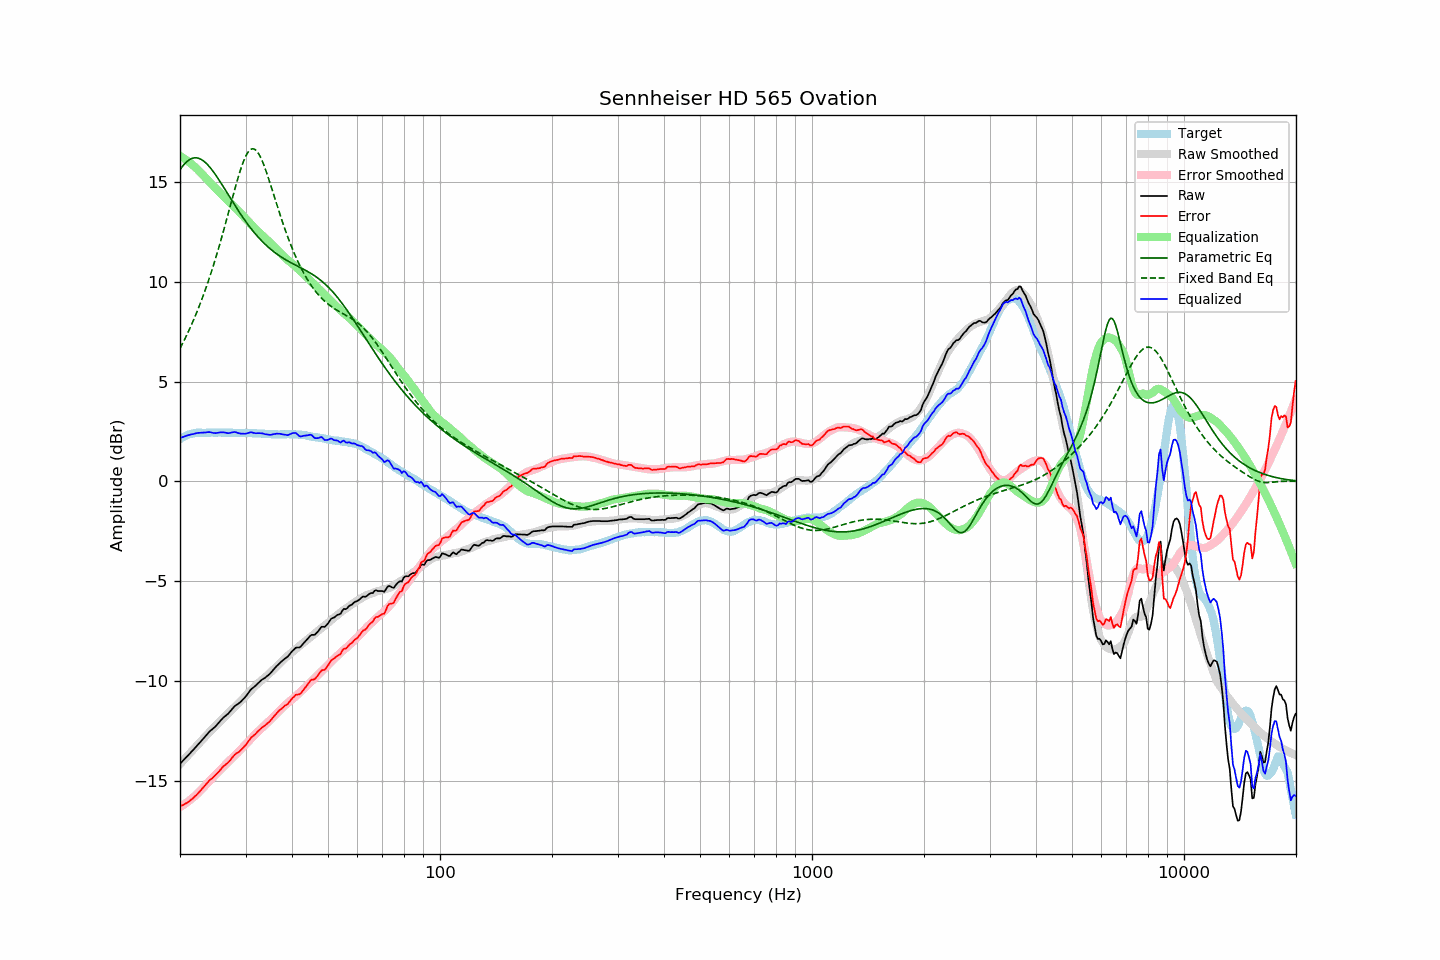 Sennheiser HD 565 Ovation
Target
Raw Smoothed
Error Smoothed
Raw
Error
Equalization
Parametric Eq
Fixed Band Eq
Equalized
Amplitude (dBr)
15
10
5
0
−5
−10
−15
100
1000
10000
Frequency (Hz)